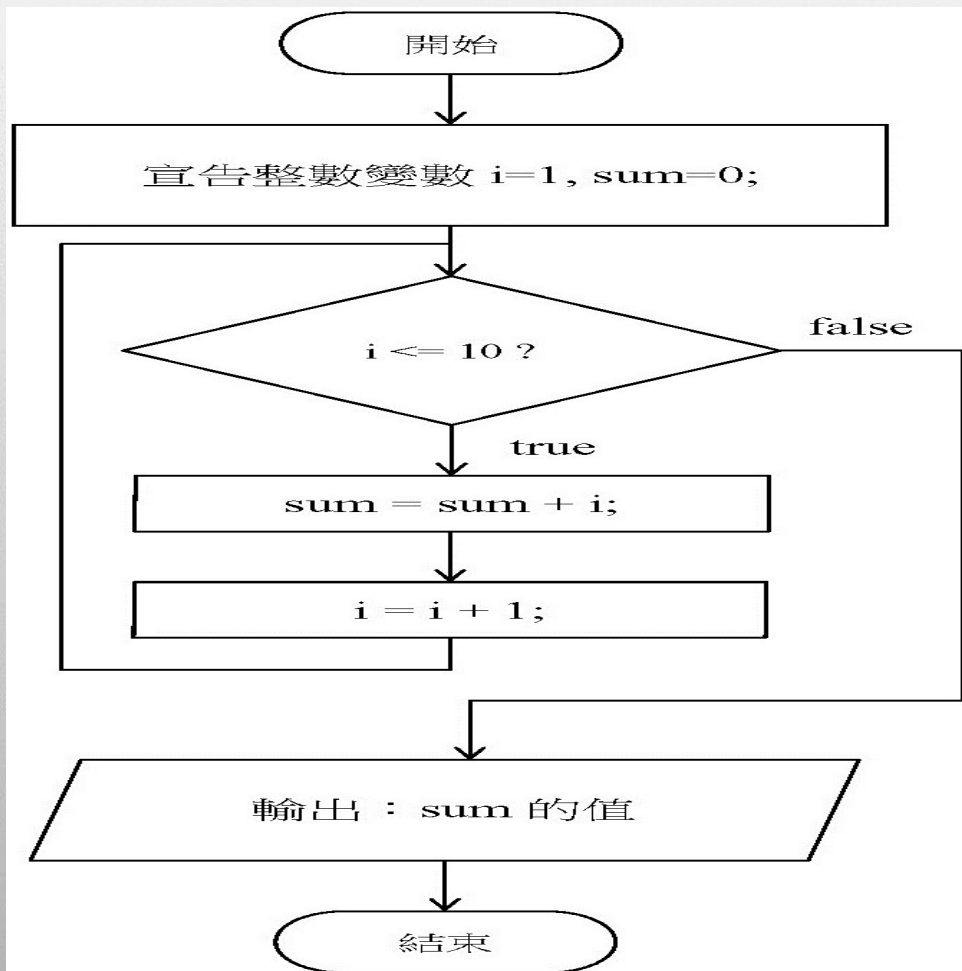 開始
宣告整數變數 i=1, sum=0;
i <= 10 ?
false
true
sum = sum + i;
i = i + 1;
輸出：sum 的值
結束